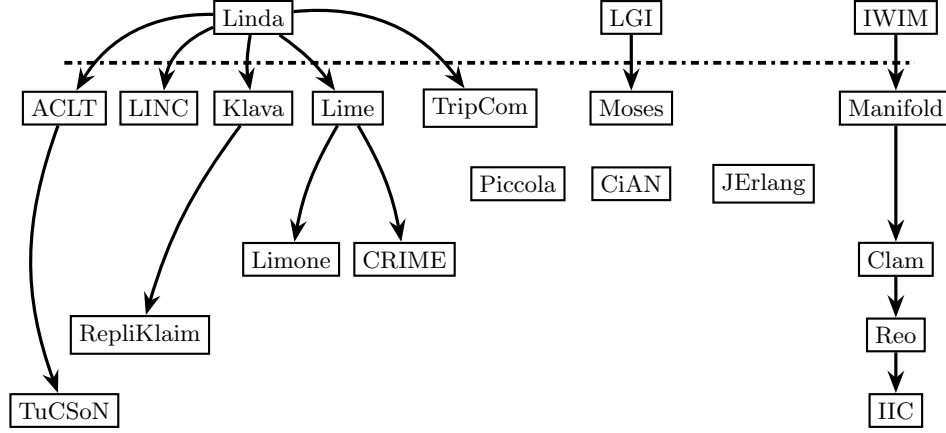 Linda
LGI
IWIM
ACLT
LINC
Klava
Lime
TripCom
Moses
Manifold
Piccola
CiAN
JErlang
Limone
CRIME
Clam
RepliKlaim
Reo
TuCSoN
IIC